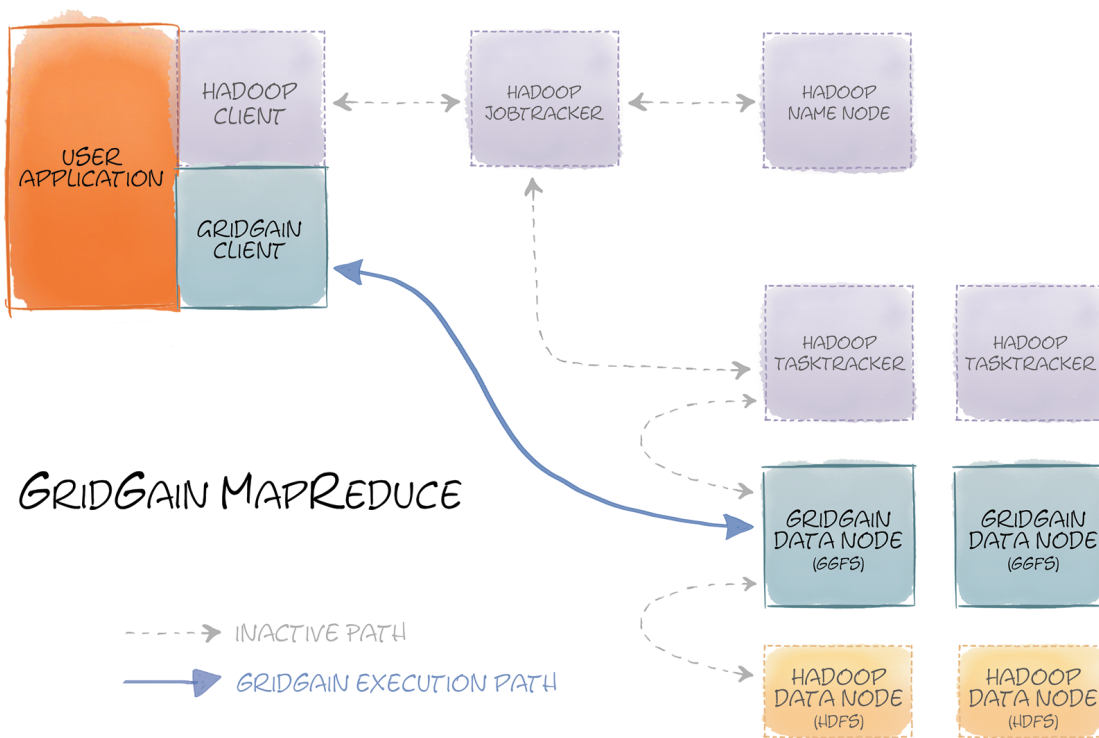 HADOOP
CLIENT
HADOOP
JOBTRACKER
HADOOP
NAME NODE
USER
APPLICATION
GRIDGAIN
CLIENT
HADOOP
TASKTRACKER
HADOOP
TASKTRACKER
GRIDGAIN MAPREDUCE
GRIDGAIN
DATA NODE
(GGFS)
GRIDGAIN
DATA NODE
(GGFS)
INACTIVE PATH
GRIDGAIN EXECUTION PATH
HADOOP
DATA NODE
(HDFS)
HADOOP
DATA NODE
(HDFS)